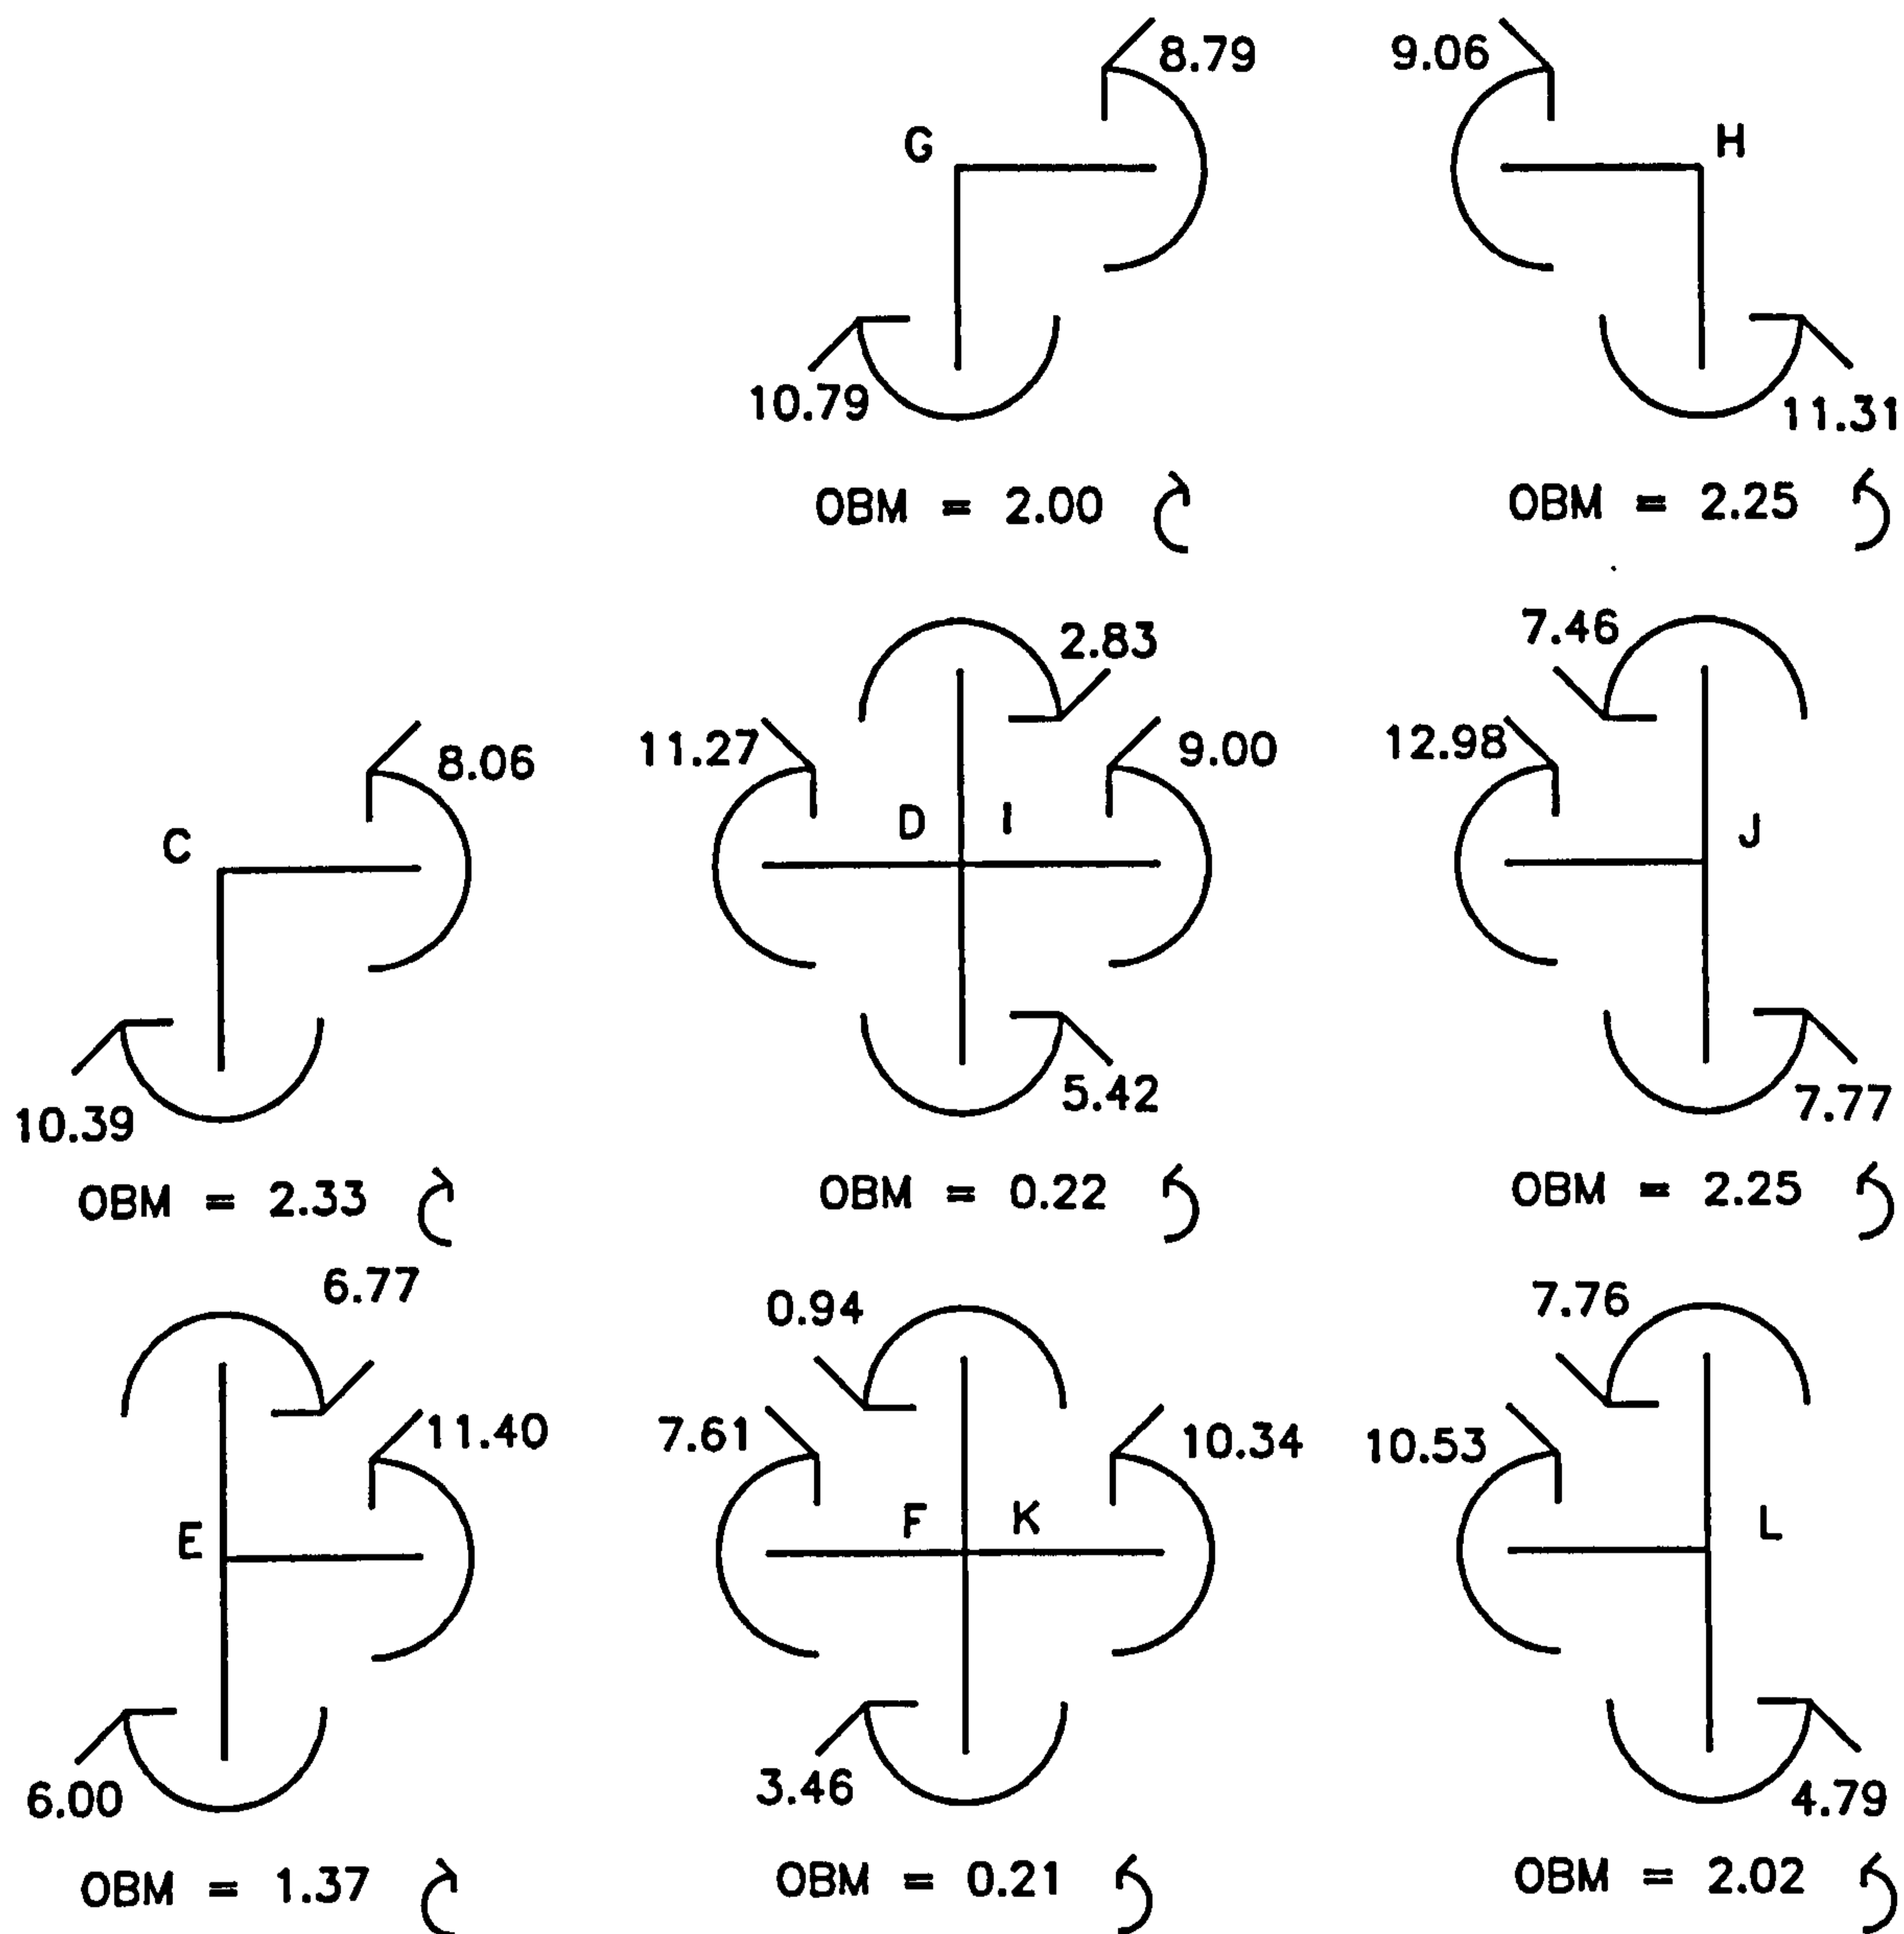 8.79
9.06
G
H
10.79
11.31
OBM = 2.00
OBM = 2.25
2.83
7.46
11.27
9.00
12.98
8.06
D
I
J
C
5.42
7.77
10.39
OBM = 2.33
OBM = 0.22
OBM = 2.25
6.77
0.94
7.76
11.40
7.61
10.34
10.53
E
F
K
L
6.00
3.46
4.79
OBM = 1.37
OBM = 0.21
OBM = 2.02